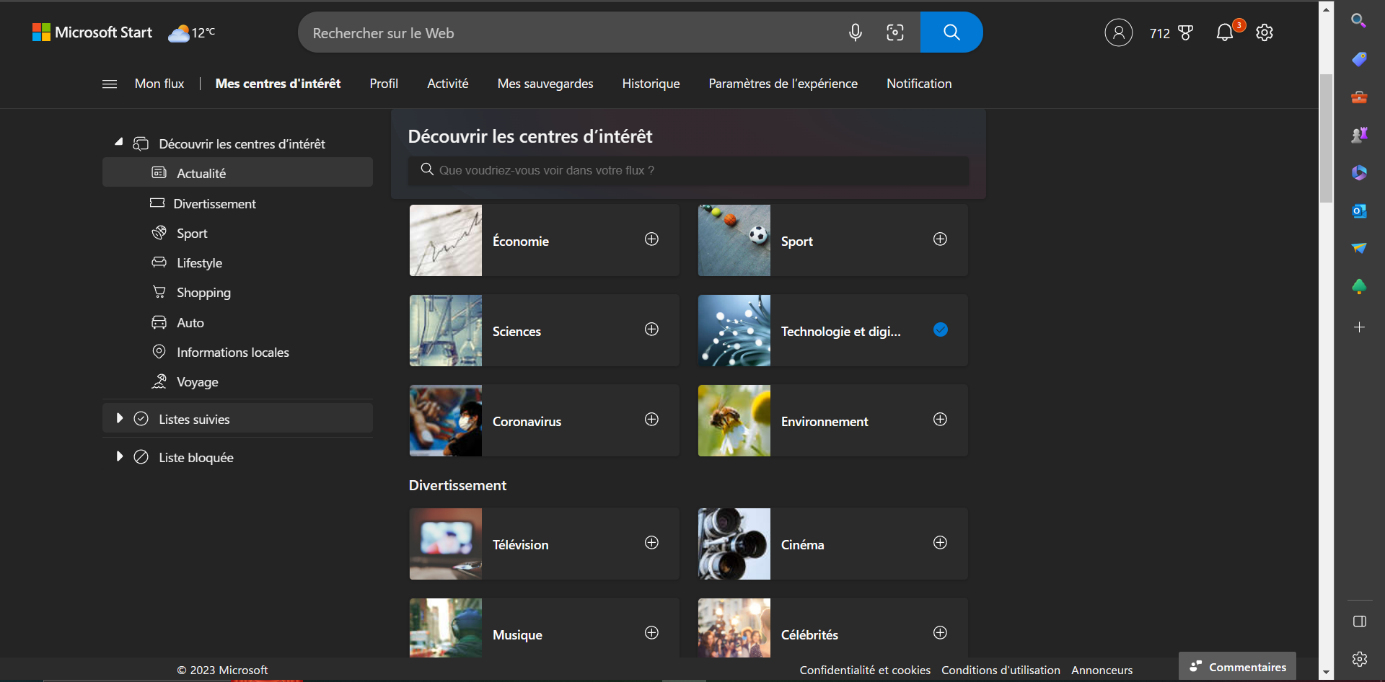 Microsoft Start
12°C
Rechercher sur le Web
712
3
Mon flux
Mes centres d'intérêt
Profil
Activité
Mes sauvegardes
Historique
Paramètres de l'expérience
Notification
Découvrir les centres d'intérêt
Actualité
Divertissement
Sport
Lifestyle
Shopping
Auto
Informations locales
Voyage
Listes suivies
Liste bloquée
Découvrir les centres d’intérêt
Que voudriez-vous voir dans votre flux ?
Économie
Sport
Sciences
Technologie et digi...
Coronavirus
Environnement
Divertissement
Télévision
Cinéma
Musique
Célébrités
© 2023 Microsoft
Confidentialité et cookies
Conditions d'utilisation
Annonceurs
Commentaires